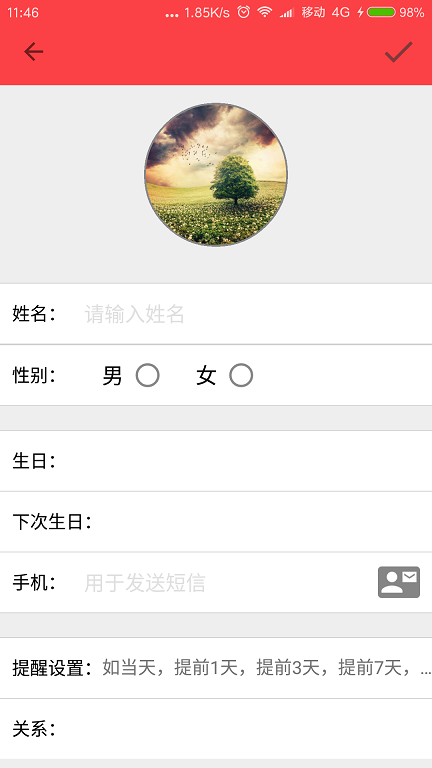 11:46 ... 1.85K/s 移动 4G 98%
姓名： 请输入姓名
性别： 男 女
生日：
下次生日：
手机： 用于发送短信
提醒设置：如当天，提前1天，提前3天，提前7天，...
关系：